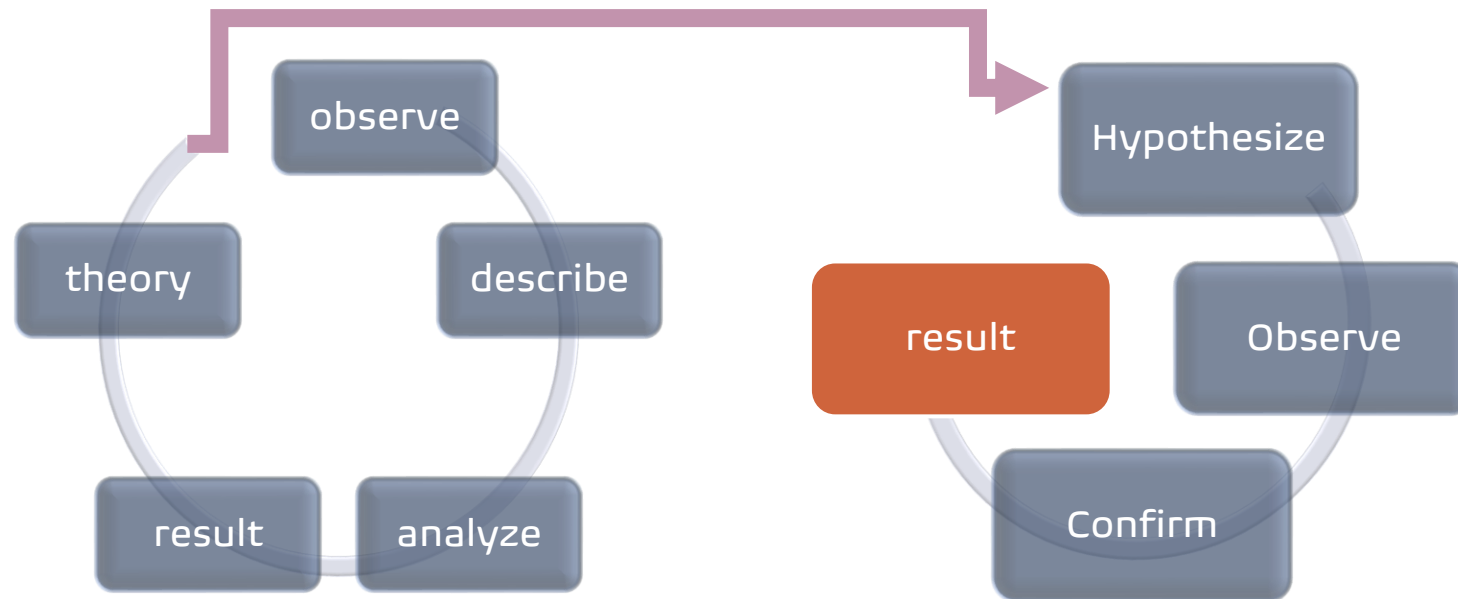 observe
describe
analyze
result
theory
Hypothesize
Observe
Confirm
result